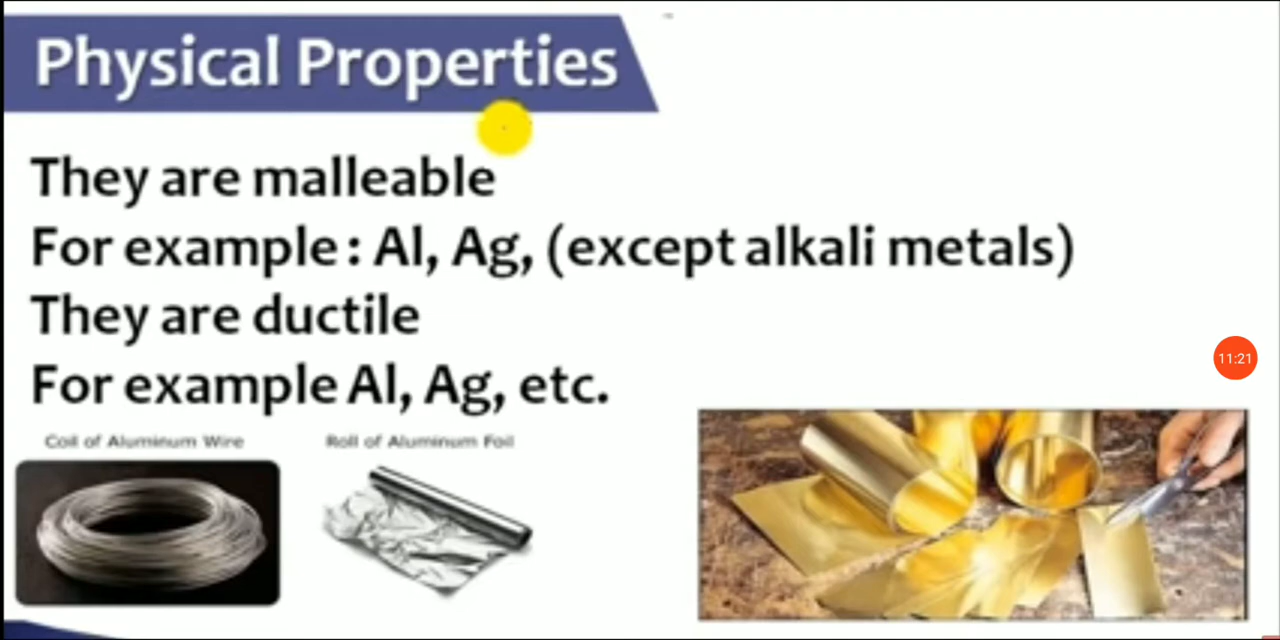 Physical Properties
They are malleable
For example : Al, Ag, (except alkali metals)
They are ductile
For example Al, Ag, etc.
11:21
Coil of Aluminum Wire
Roll of Aluminum Foil